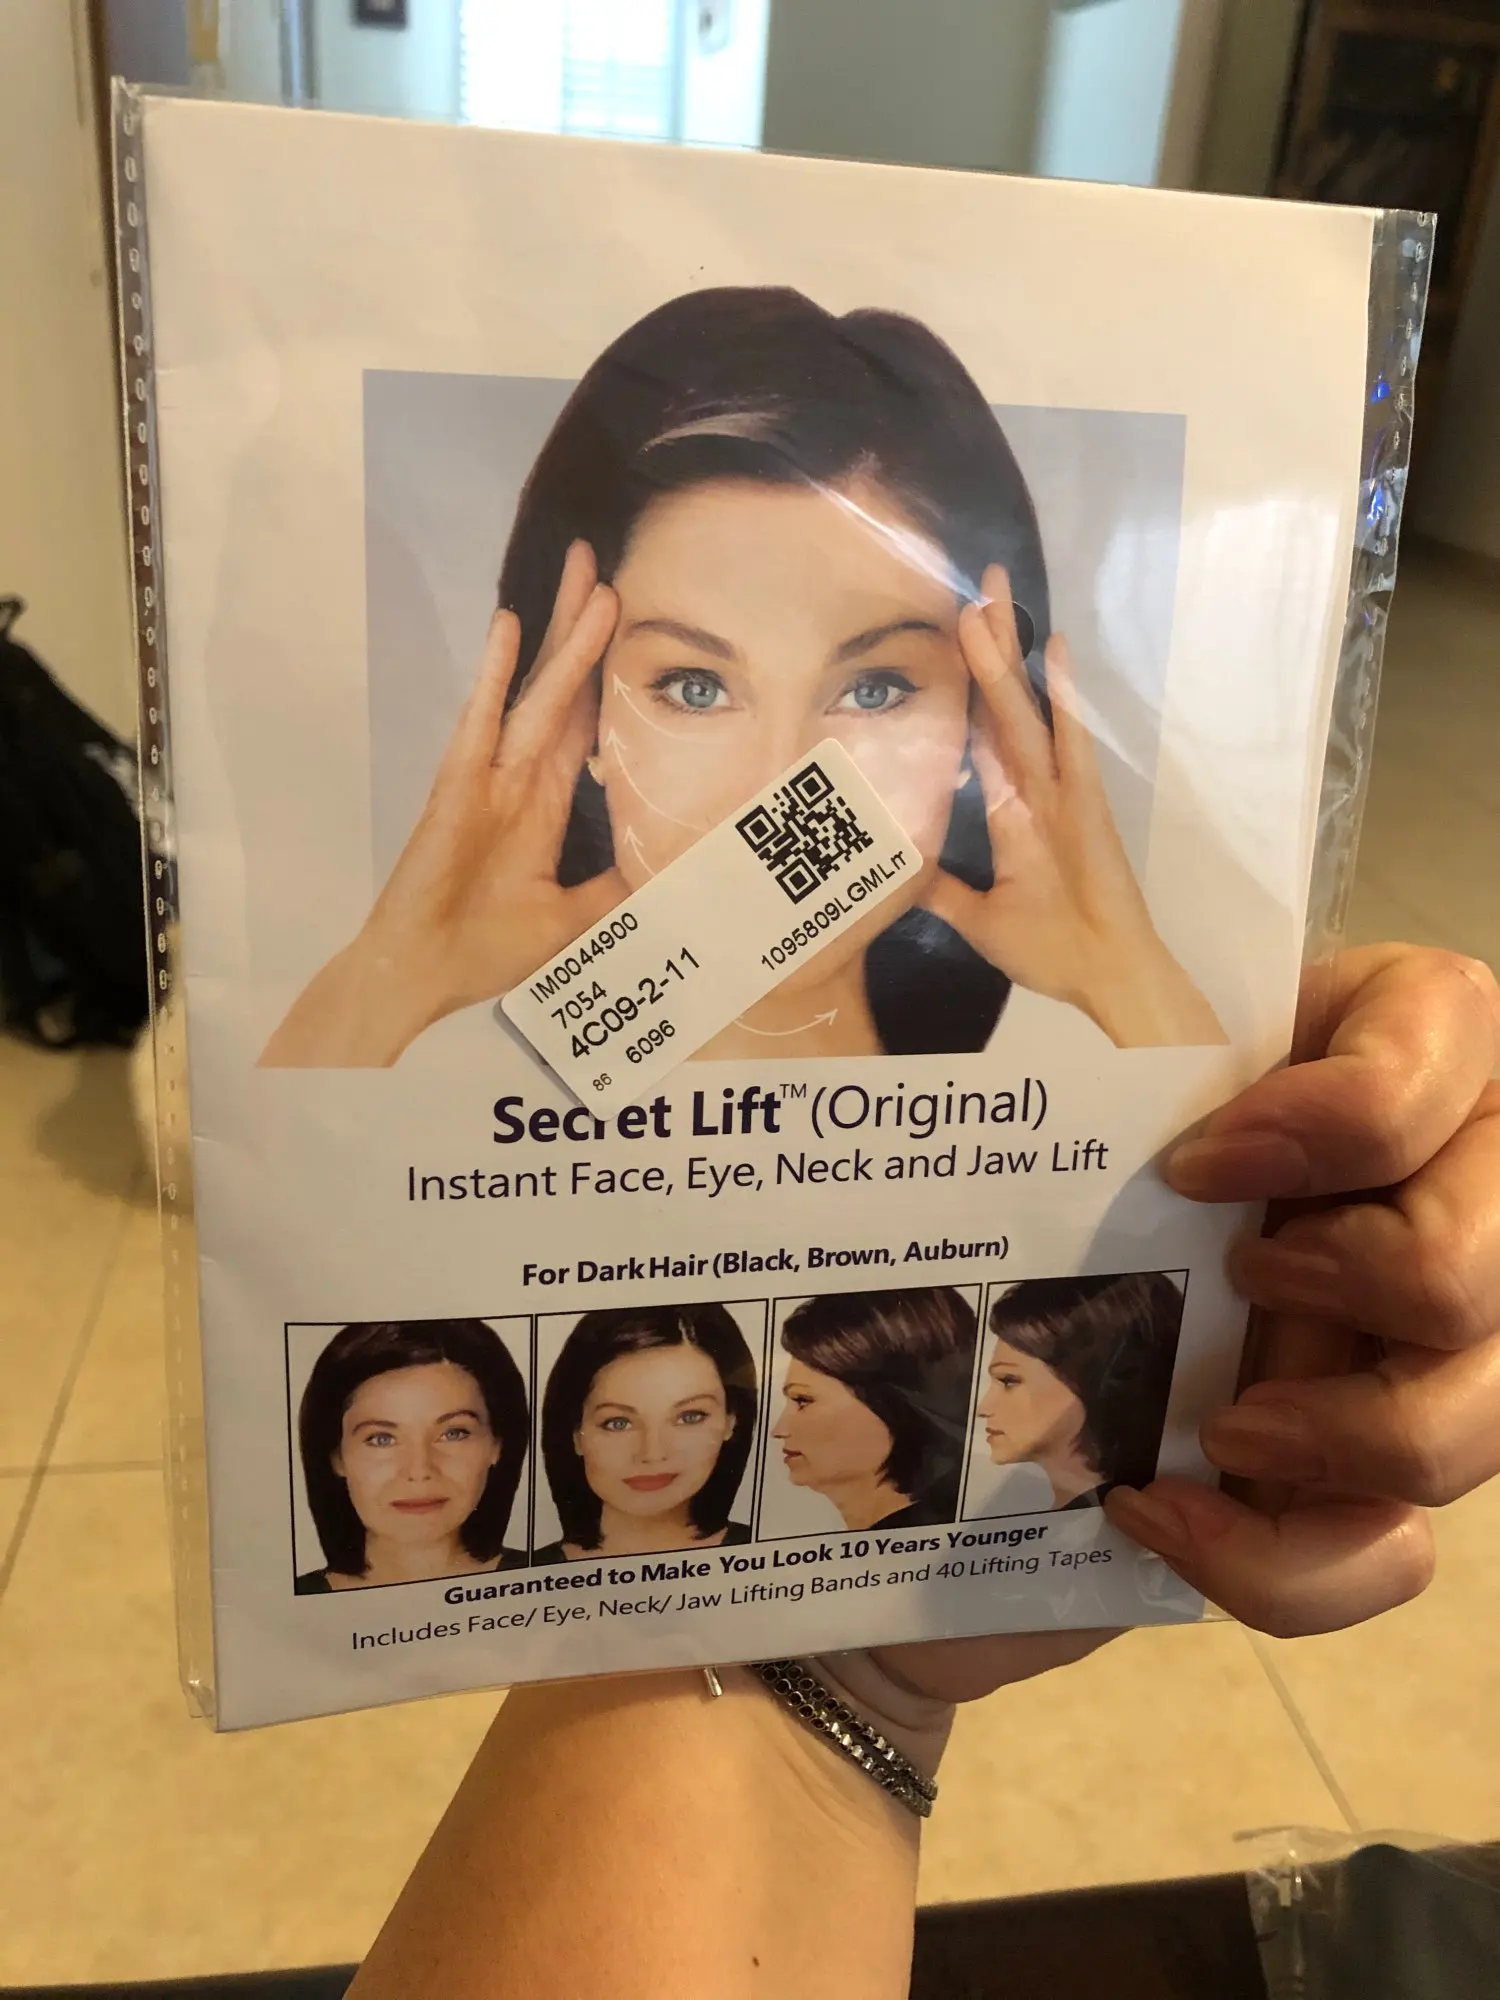 IM0044900
7054
4C09-2-11
6096
86
1095809LGMLrr
Secret Lift™ (Original)
Instant Face, Eye, Neck and Jaw Lift
For Dark Hair (Black, Brown, Auburn)
Guaranteed to Make You Look 10 Years Younger
Includes Face/ Eye, Neck/ Jaw Lifting Bands and 40 Lifting Tapes